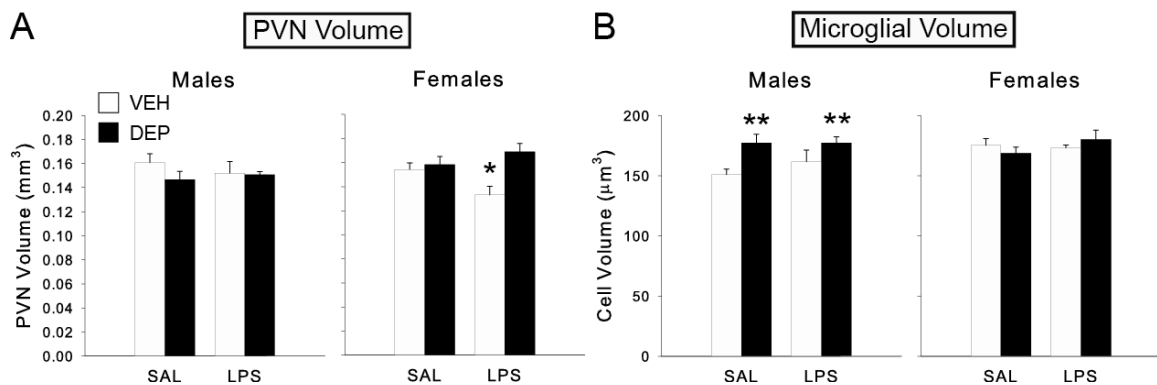 A
PVN Volume
Males
Females
VEH
DEP
PVN Volume (mm³)
0.20
0.18
0.16
0.14
0.12
0.10
0.08
0.06
0.04
0.02
0.00
*
SAL
LPS
SAL
LPS
B
Microglial Volume
Males
Females
Cell Volume (μm³)
200
150
100
50
0
**
**
SAL
LPS
SAL
LPS